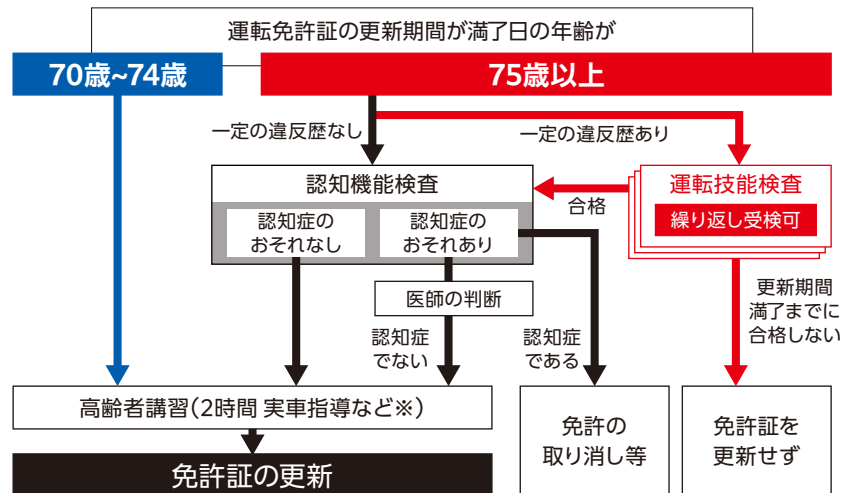 運転免許証の更新期間が満了日の年齢が
70歳~74歳
75歳以上
一定の違反歴なし
一定の違反歴あり
認知機能検査
認知症の
おそれなし
認知症の
おそれあり
合格
運転技能検査
繰り返し受検可
医師の判断
認知症
でない
認知症
である
更新期間
満了までに
合格しない
高齢者講習(2時間 実車指導など※)
免許証の更新
免許の
取り消し等
免許証を
更新せず